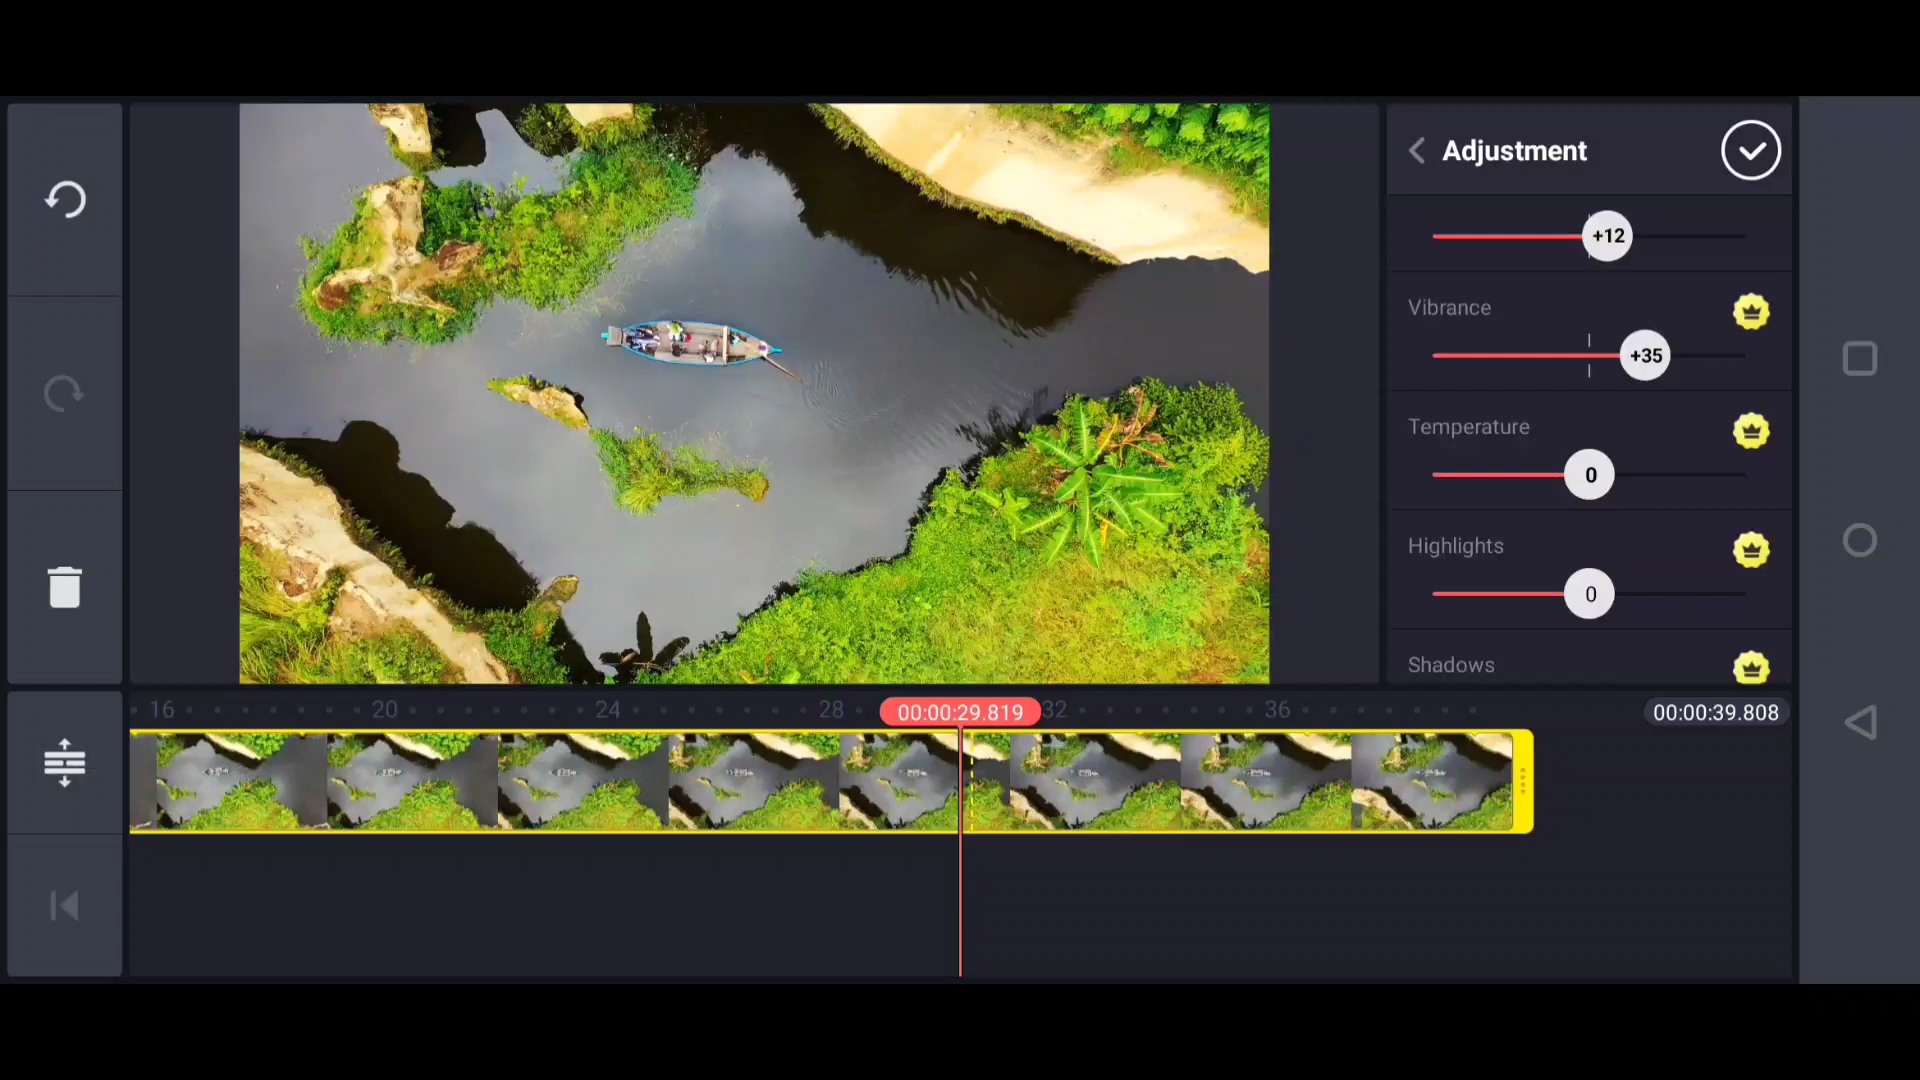 Adjustment
+12
Vibrance
+35
Temperature
0
Highlights
0
Shadows
16 20 24 28 00:00:29.819 32 36 00:00:39.808